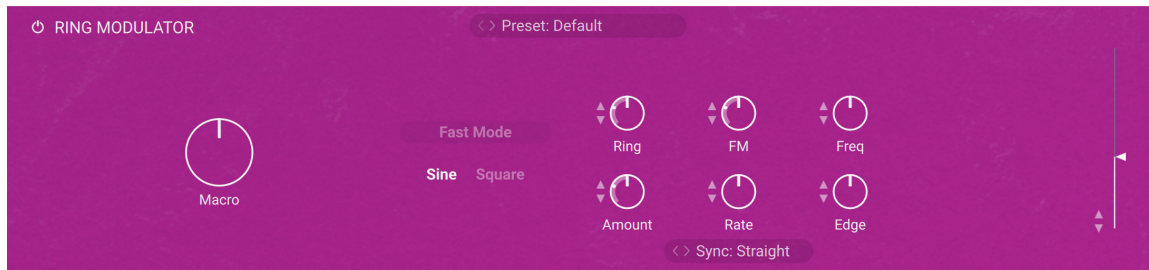 RING MODULATOR
Preset: Default
Fast Mode
Sine Square
Ring FM Freq
Macro
Amount Rate Edge
Sync: Straight